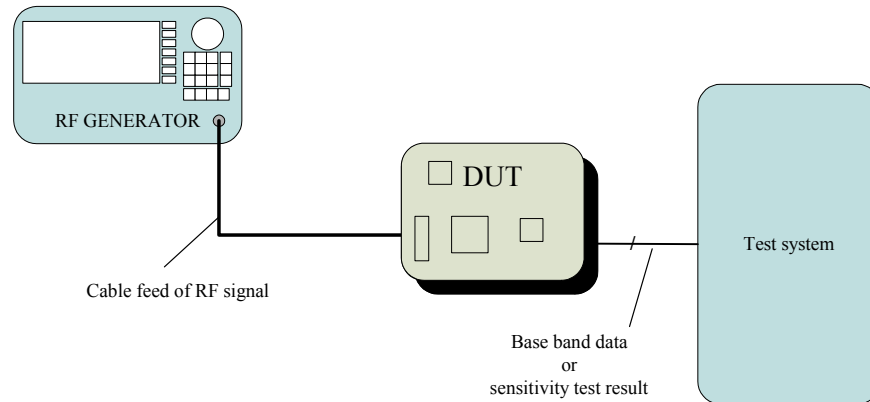 RF GENERATOR
DUT
Cable feed of RF signal
Test system
Base band data
or
sensitivity test result